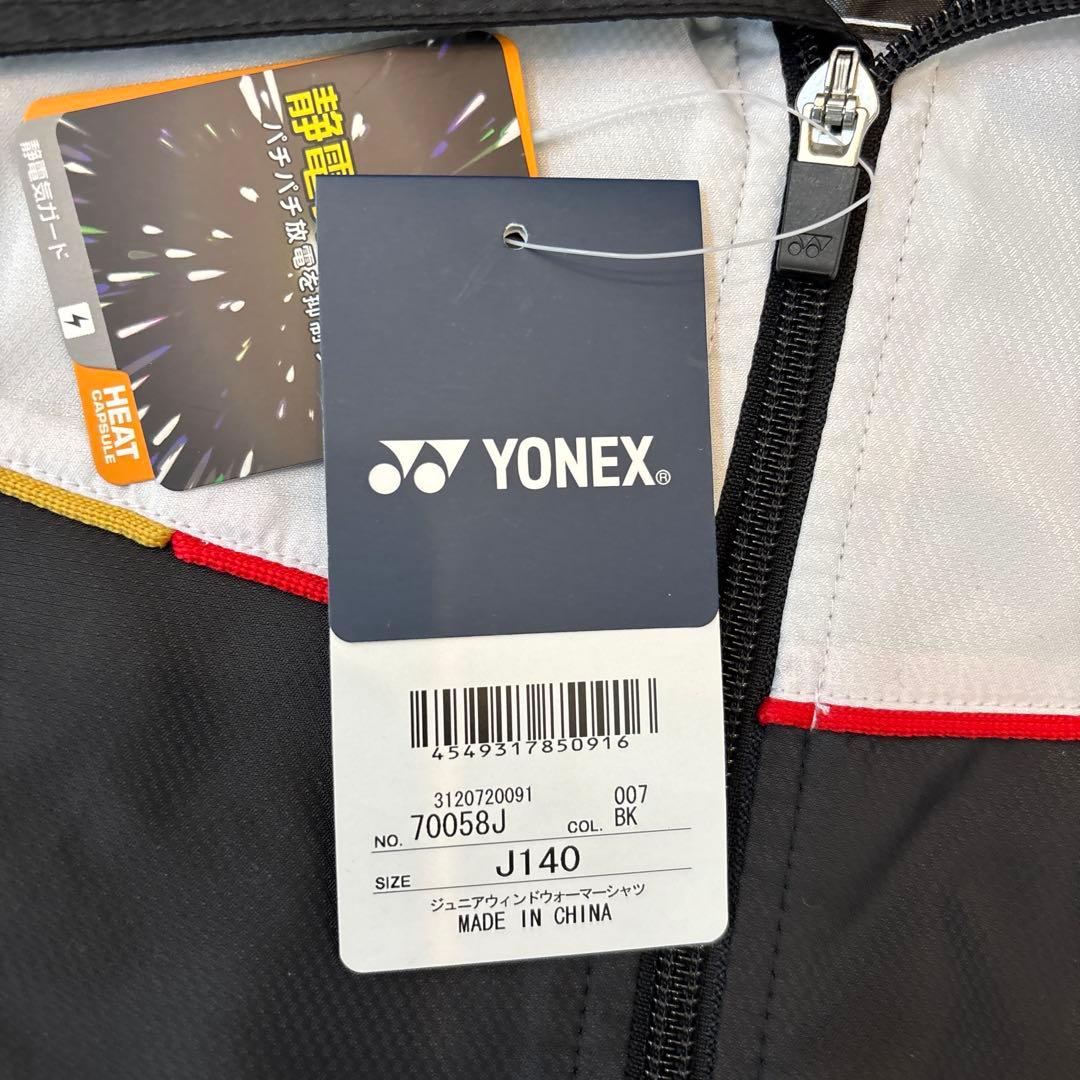 静電
パチパチ放電を抑制
静電気ガード
HEAT
CAPSULE
YONEX®
4549317850916
3120720091
007
NO. 70058J COL. BK
SIZE J140
ジュニアウィンドウォーマーシャツ
MADE IN CHINA